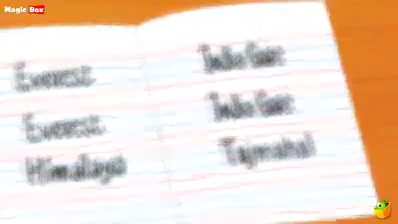 Magic Box
Everest
Everest
Himalaya
India Gate
India Gate
Tajmahal